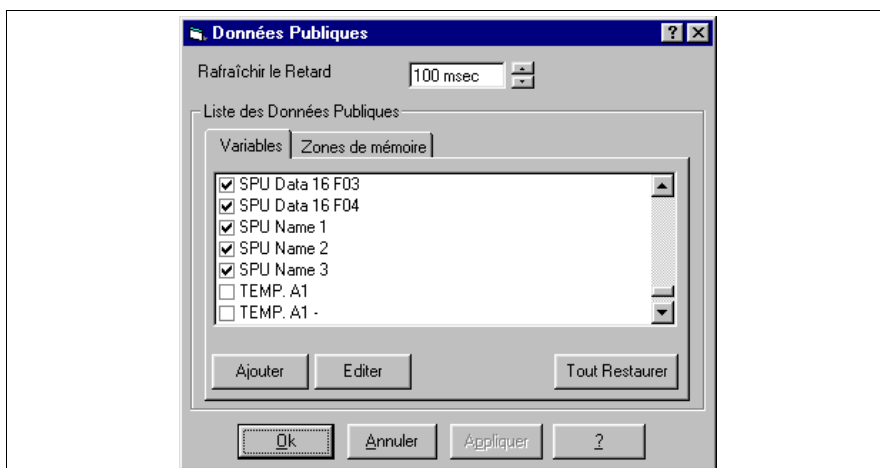 Données Publiques
Rafraîchir le Retard 100 msec
Liste des Données Publiques
Variables Zones de mémoire
SPU Data 16 F03
SPU Data 16 F04
SPU Name 1
SPU Name 2
SPU Name 3
TEMP. A1
TEMP. A1 -
Ajouter Editer Tout Restaurer
Ok Annuler Appliquer ?